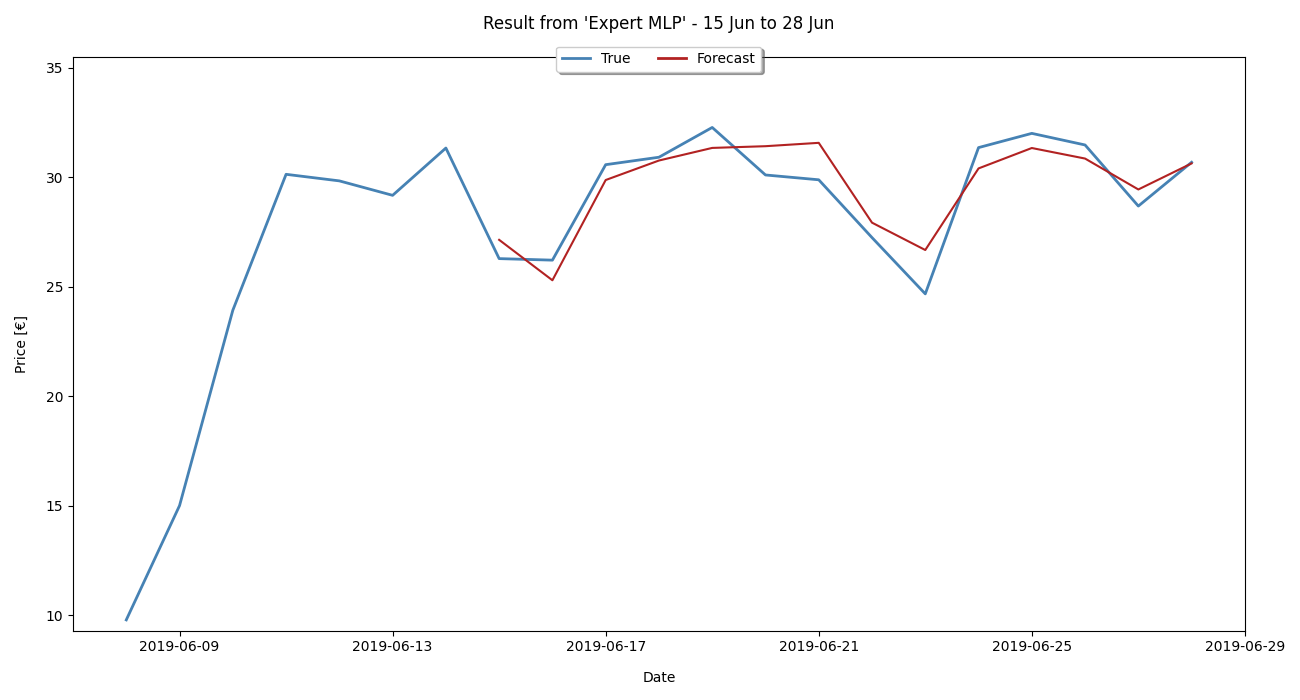 Result from 'Expert MLP' - 15 Jun to 28 Jun
True Forecast
35
30
25
20
15
10
Price [€]
2019-06-09 2019-06-13 2019-06-17 2019-06-21 2019-06-25 2019-06-29
Date